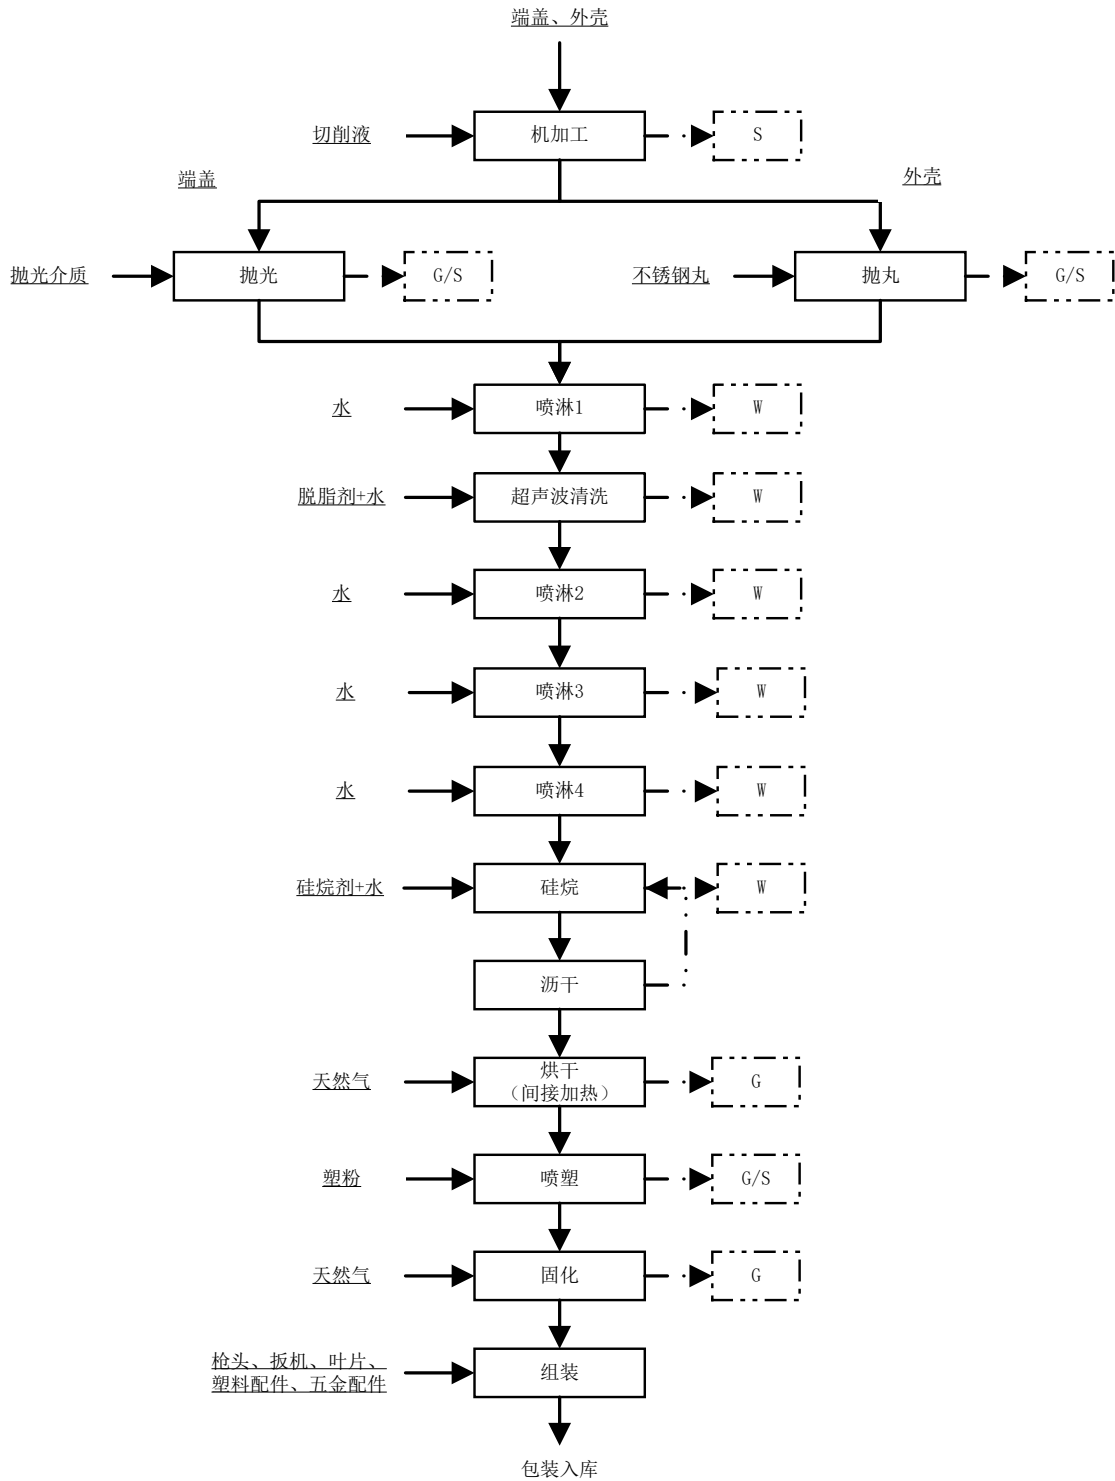 端盖、外壳
切削液
机加工
S
端盖
外壳
抛光介质
抛光
G/S
不锈钢丸
抛丸
G/S
水
喷淋1
W
脱脂剂+水
超声波清洗
W
水
喷淋2
W
水
喷淋3
W
水
喷淋4
W
硅烷剂+水
硅烷
W
沥干
天然气
烘干
（间接加热）
G
塑粉
喷塑
G/S
天然气
固化
G
枪头、扳机、叶片、
塑料配件、五金配件
组装
包装入库